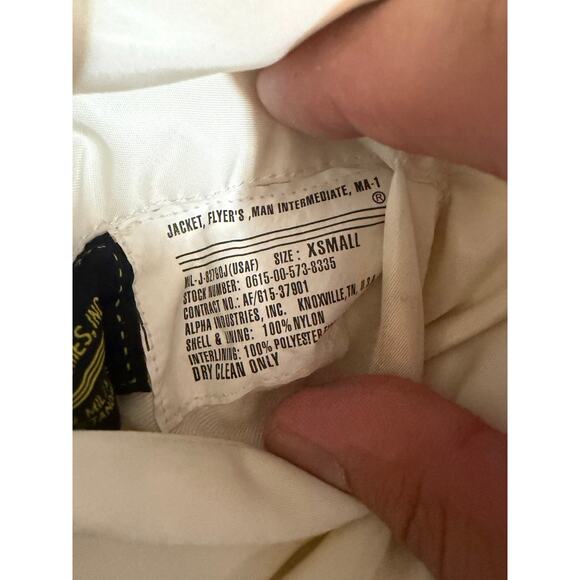 JACKET, FLYER'S ,MAN INTERMEDIATE, MA-1
®
MIL-J-8279DJ(USAF) SIZE : XSMALL
STOCK NUMBER: 0615-00-573-8335
CONTRACT NO.: AF/615-37901
ALPHA INDUSTRIES, INC. KNOXVILLE,TN, U.S.A
SHELL & LINING: 100% NYLON
INTERLINING: 100% POLYESTER
DRY CLEAN ONLY
INC